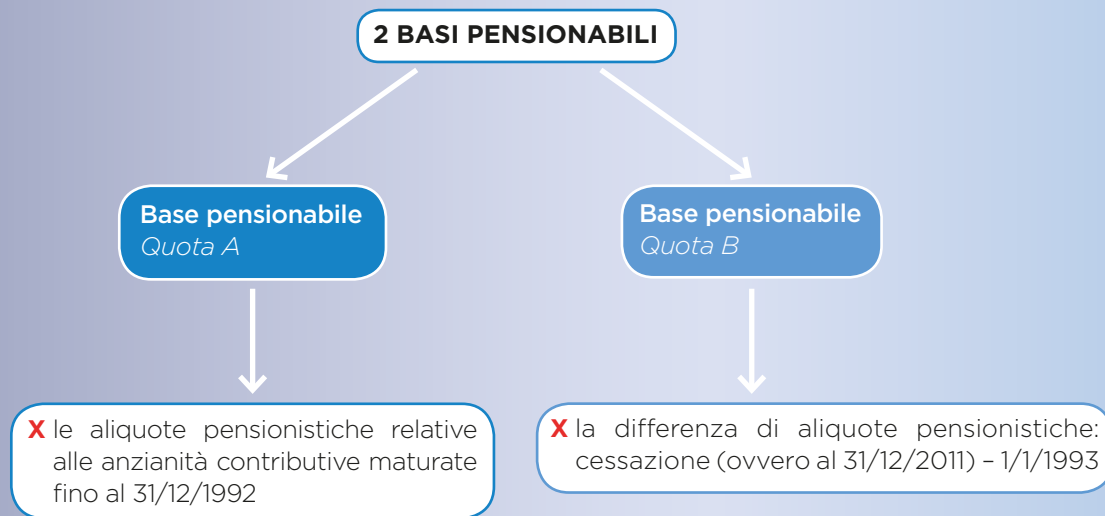 2 BASI PENSIONABILI
Base pensionabile
Quota A
Base pensionabile
Quota B
X le aliquote pensionistiche relative
alle anzianità contributive maturate
fino al 31/12/1992
X la differenza di aliquote pensionistiche:
cessazione (ovvero al 31/12/2011) – 1/1/1993